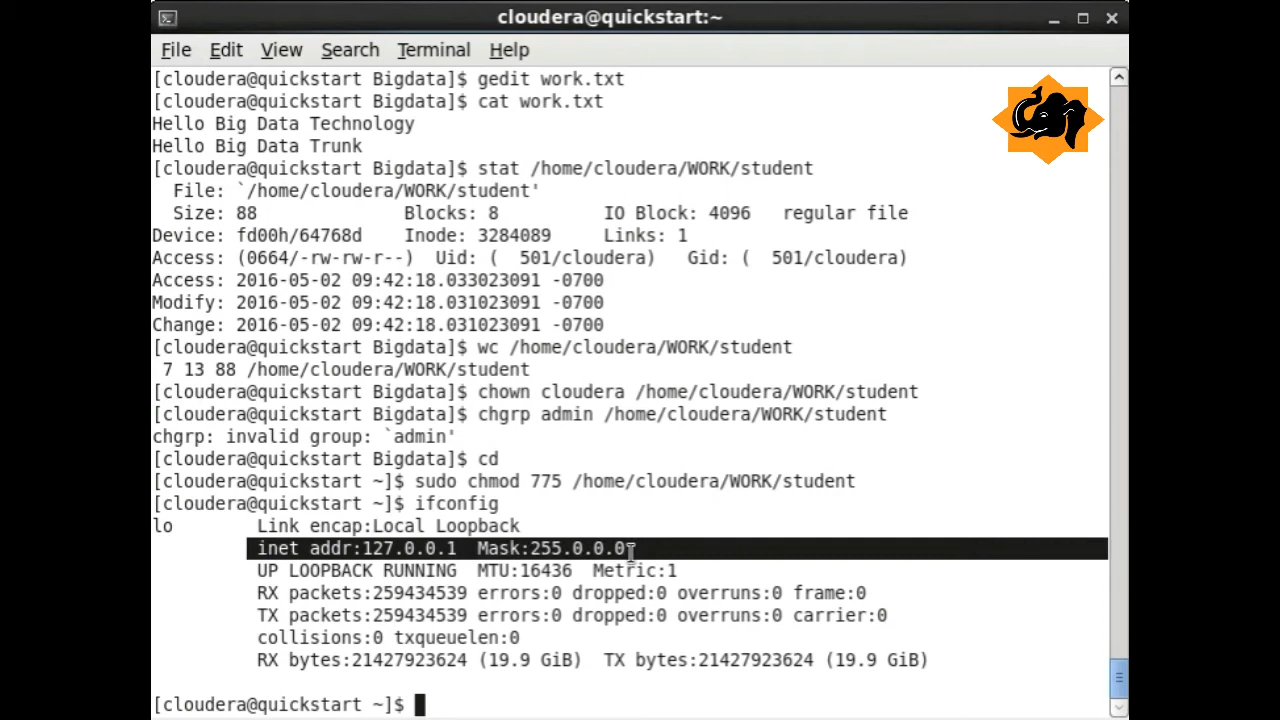 cloudera@quickstart:~
File Edit View Search Terminal Help
[cloudera@quickstart Bigdata]$ gedit work.txt
[cloudera@quickstart Bigdata]$ cat work.txt
Hello Big Data Technology
Hello Big Data Trunk
[cloudera@quickstart Bigdata]$ stat /home/cloudera/WORK/student
File: `/home/cloudera/WORK/student'
Size: 88 Blocks: 8 IO Block: 4096 regular file
Device: fd00h/64768d Inode: 3284089 Links: 1
Access: (0664/-rw-rw-r--) Uid: ( 501/cloudera) Gid: ( 501/cloudera)
Access: 2016-05-02 09:42:18.033023091 -0700
Modify: 2016-05-02 09:42:18.031023091 -0700
Change: 2016-05-02 09:42:18.031023091 -0700
[cloudera@quickstart Bigdata]$ wc /home/cloudera/WORK/student
7 13 88 /home/cloudera/WORK/student
[cloudera@quickstart Bigdata]$ chown cloudera /home/cloudera/WORK/student
[cloudera@quickstart Bigdata]$ chgrp admin /home/cloudera/WORK/student
chgrp: invalid group: `admin'
[cloudera@quickstart Bigdata]$ cd
[cloudera@quickstart ~]$ sudo chmod 775 /home/cloudera/WORK/student
[cloudera@quickstart ~]$ ifconfig
lo Link encap:Local Loopback
inet addr:127.0.0.1 Mask:255.0.0.0
UP LOOPBACK RUNNING MTU:16436 Metric:1
RX packets:259434539 errors:0 dropped:0 overruns:0 frame:0
TX packets:259434539 errors:0 dropped:0 overruns:0 carrier:0
collisions:0 txqueuelen:0
RX bytes:21427923624 (19.9 GiB) TX bytes:21427923624 (19.9 GiB)
[cloudera@quickstart ~]$